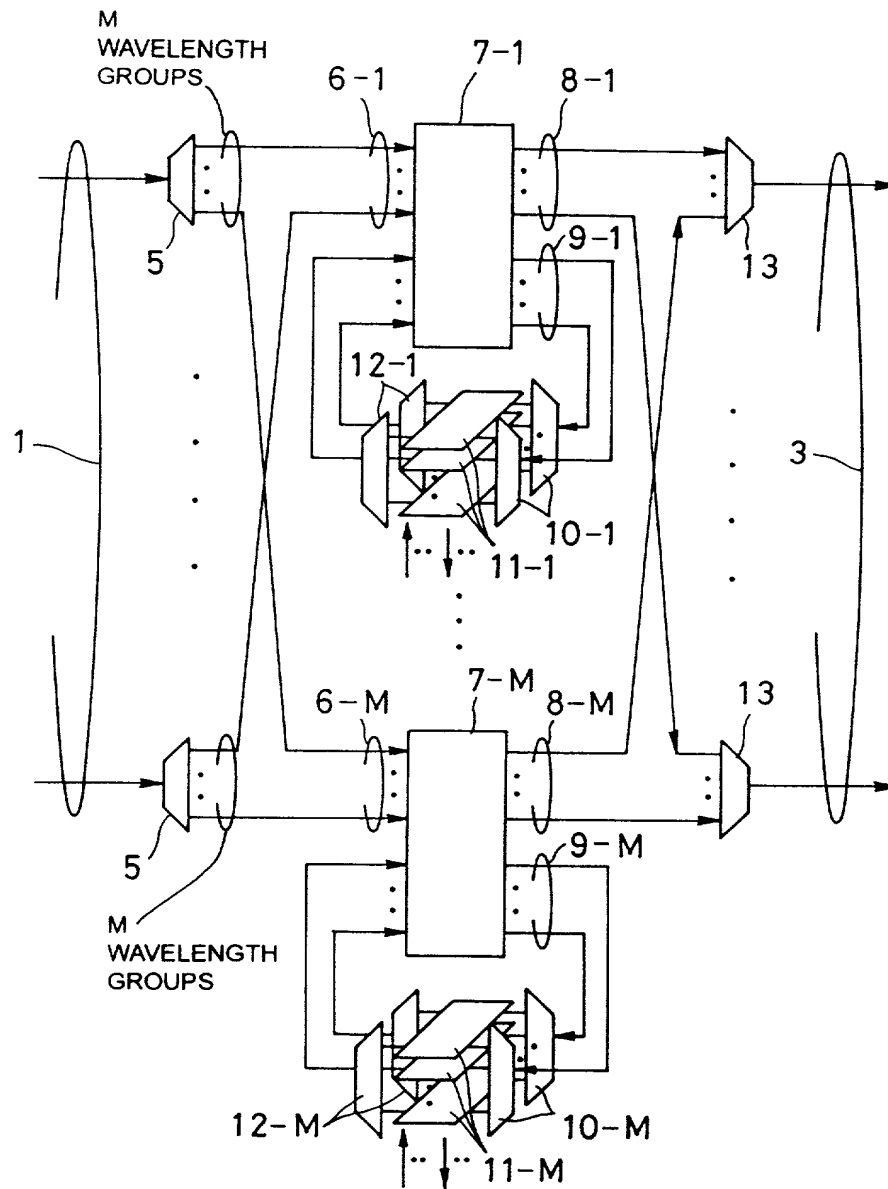 M
WAVELENGTH
GROUPS
7-1
6-1
8-1
5
13
9-1
12-1
1
3
10-1
11-1
7-M
6-M
8-M
13
5
9-M
M
WAVELENGTH
GROUPS
12-M
10-M
11-M